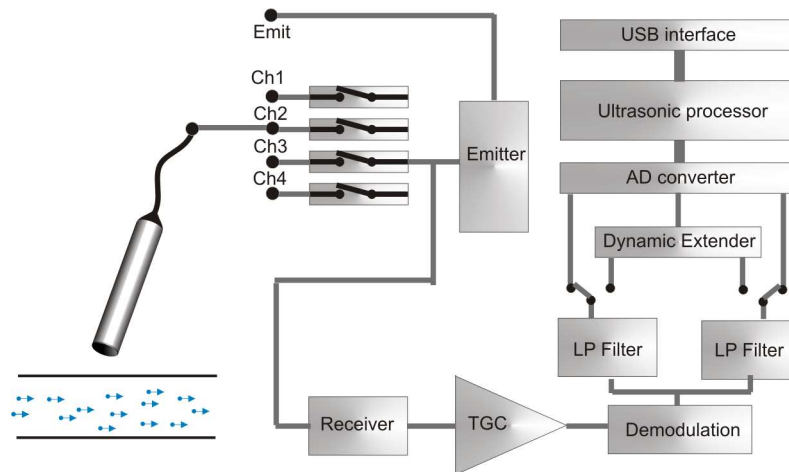 Emit
USB interface
Ch1
Ultrasonic processor
Ch2
Emitter
Ch3
AD converter
Ch4
Dynamic Extender
LP Filter
LP Filter
Receiver
TGC
Demodulation